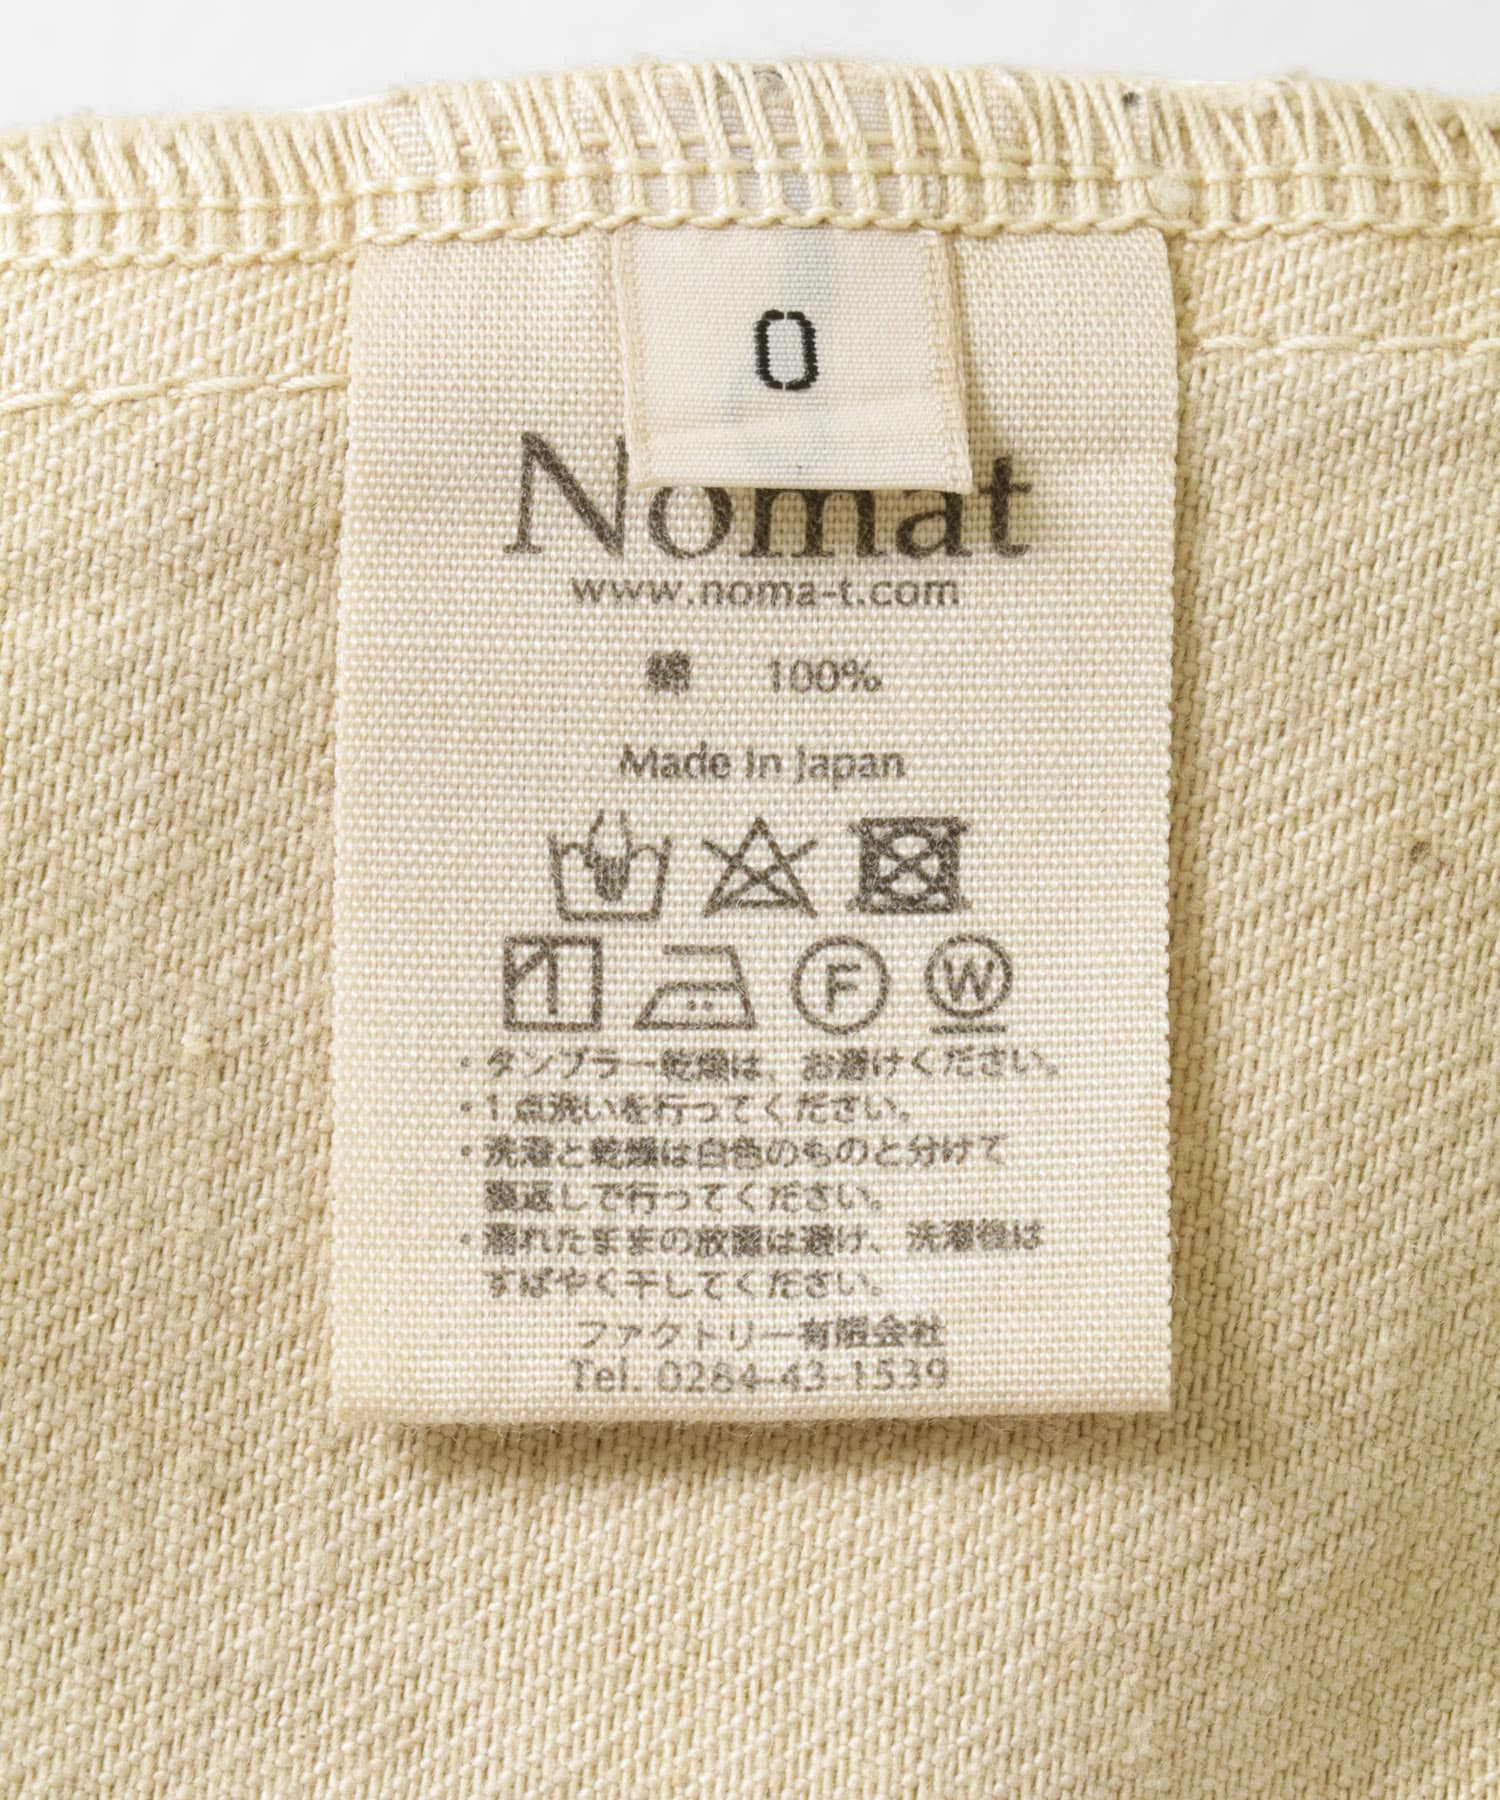 0
Nomat
www.noma-t.com
綿 100%
Made In Japan
F W
・タンブラー乾燥は、お避けください。
・1点洗いを行ってください。
・洗濯と乾燥は白色のものと分けて
裏返しで行ってください。
・濡れたままの放置は避け、洗濯後は
すばやく干してください。
ファクトリー有限会社
Tel. 0284-43-1539